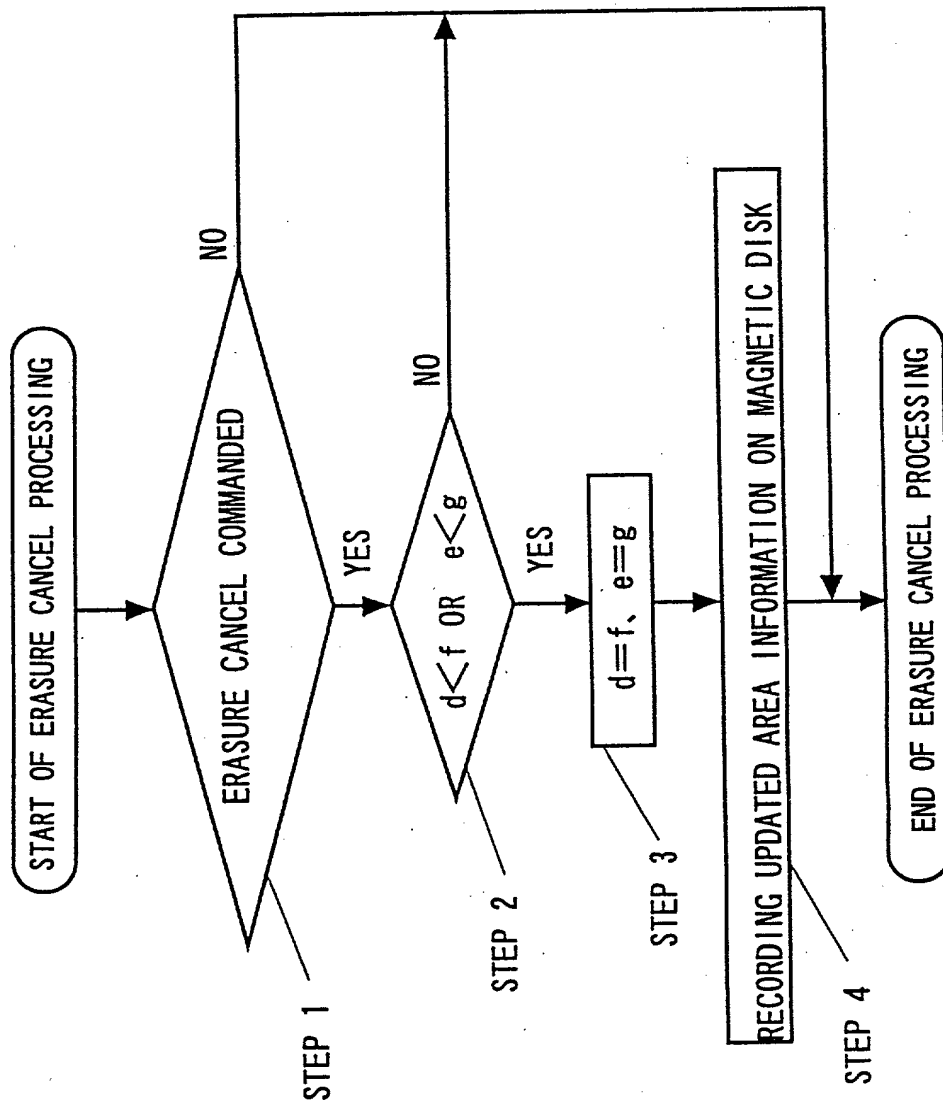 START OF ERASURE CANCEL PROCESSING
ERASURE CANCEL COMMANDED
NO
STEP 1
YES
d<f OR e<g
NO
STEP 2
YES
d=f、e=g
STEP 3
RECORDING UPDATED AREA INFORMATION ON MAGNETIC DISK
STEP 4
END OF ERASURE CANCEL PROCESSING